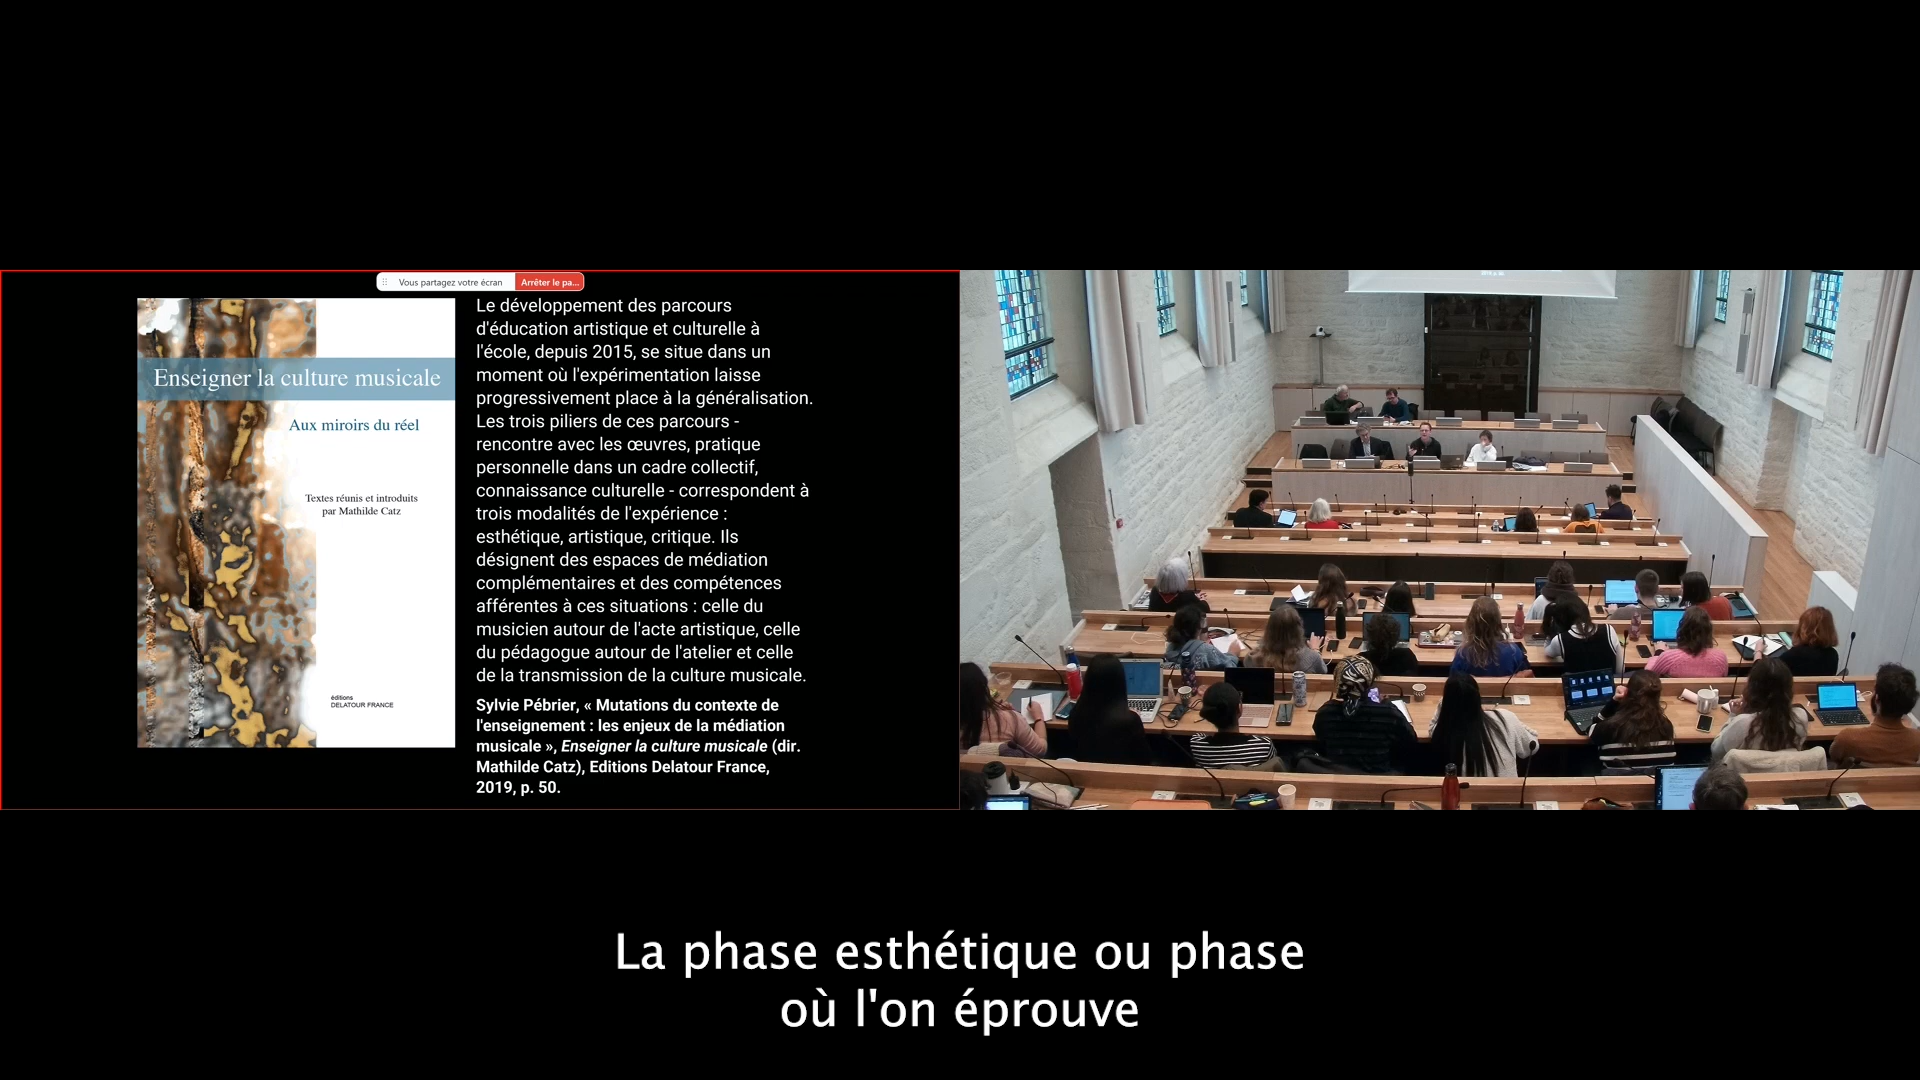 Vous partagez votre écran
Arrêter le pa...
Enseigner la culture musicale
Aux miroirs du réel
Textes réunis et introduits
par Mathilde Catz
éditions
DELATOUR FRANCE
Le développement des parcours
d'éducation artistique et culturelle à
l'école, depuis 2015, se situe dans un
moment où l'expérimentation laisse
progressivement place à la généralisation.
Les trois piliers de ces parcours -
rencontre avec les œuvres, pratique
personnelle dans un cadre collectif,
connaissance culturelle - correspondent à
trois modalités de l'expérience :
esthétique, artistique, critique. Ils
désignent des espaces de médiation
complémentaires et des compétences
afférentes à ces situations : celle du
musicien autour de l'acte artistique, celle
du pédagogue autour de l'atelier et celle
de la transmission de la culture musicale.
Sylvie Pébrier, « Mutations du contexte de
l'enseignement : les enjeux de la médiation
musicale », Enseigner la culture musicale (dir.
Mathilde Catz), Editions Delatour France,
2019, p. 50.
La phase esthétique ou phase
où l'on éprouve